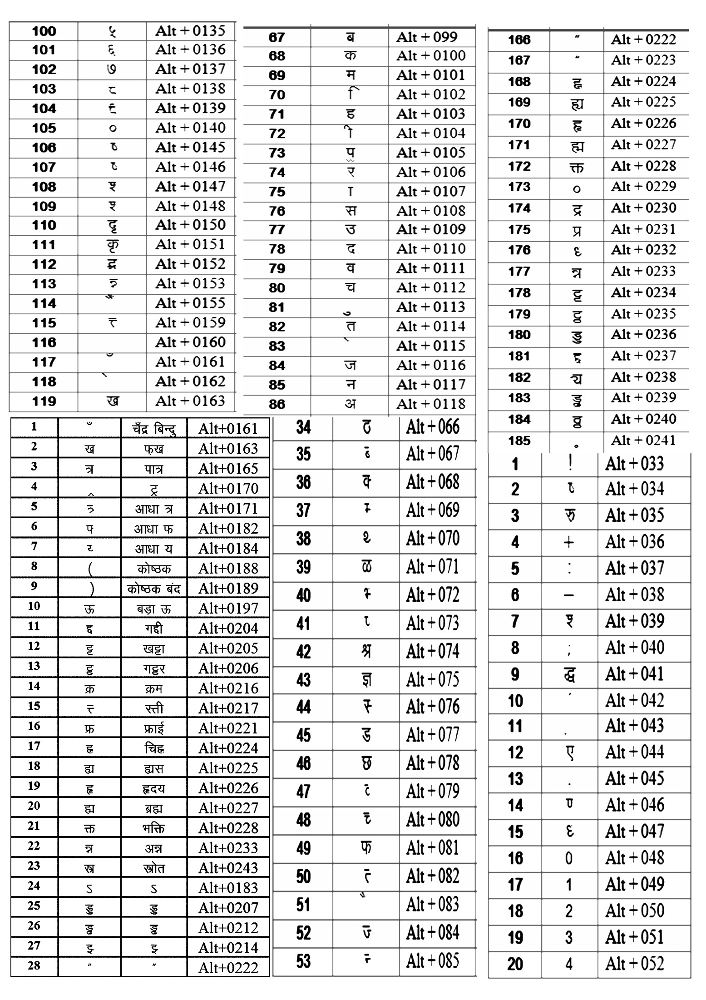 100 ५ Alt + 0135
101 ६ Alt + 0136
102 ७ Alt + 0137
103 ८ Alt + 0138
104 Alt + 0139
105 ० Alt + 0140
106 Alt + 0145
107 Alt + 0146
108 श् Alt + 0147
109 श् Alt + 0148
110 दृ Alt + 0150
111 कृ Alt + 0151
112 Alt + 0152
113 Alt + 0153
114 Alt + 0155
115 Alt + 0159
116 Alt + 0160
117 ँ Alt + 0161
118 े Alt + 0162
119 ख Alt + 0163
67 ब Alt + 099
68 क Alt + 0100
69 म Alt + 0101
70 ि Alt + 0102
71 ह Alt + 0103
72 ी Alt + 0104
73 प Alt + 0105
74 र Alt + 0106
75 ा Alt + 0107
76 स Alt + 0108
77 उ Alt + 0109
78 द Alt + 0110
79 व Alt + 0111
80 च Alt + 0112
81 ु Alt + 0113
82 त Alt + 0114
83 े Alt + 0115
84 ज Alt + 0116
85 न Alt + 0117
86 अ Alt + 0118
166 ” Alt + 0222
167 “ Alt + 0223
168 ह्न Alt + 0224
169 ह्य Alt + 0225
170 हृ Alt + 0226
171 ह्म Alt + 0227
172 क्त Alt + 0228
173 ० Alt + 0229
174 द्र Alt + 0230
175 प्र Alt + 0231
176 Alt + 0232
177 न्न Alt + 0233
178 ट्ट Alt + 0234
179 ट्ठ Alt + 0235
180 ड्ड Alt + 0236
181 Alt + 0237
182 Alt + 0238
183 ड्ढ Alt + 0239
184 Alt + 0240
185 Alt + 0241
1 ँ चँद्र बिन्दु Alt+0161
2 ख फ़ख Alt+0163
3 त्र पात्र Alt+0165
4 ट्र Alt+0170
5 त्र् आधा त्र Alt+0171
6 फ् आधा फ Alt+0182
7 य् आधा य Alt+0184
8 ( कोष्ठक Alt+0188
9 ) कोष्ठक बंद Alt+0189
10 ऊ बड़ा ऊ Alt+0197
11 द्द गद्दी Alt+0204
12 ट्ट खट्टा Alt+0205
13 ट्ठ गट्ठर Alt+0206
14 क्र क्रम Alt+0216
15 त्त् रत्ती Alt+0217
16 फ्र फ्राई Alt+0221
17 ह्न चिह्न Alt+0224
18 ह्य ह्यस Alt+0225
19 हृ हृदय Alt+0226
20 ह्म ब्रह्म Alt+0227
21 क्त भक्ति Alt+0228
22 न्न अन्न Alt+0233
23 स्र स्रोत Alt+0243
24 ऽ ऽ Alt+0183
25 ड्ड ड्ड Alt+0207
26 ड्ढ ड्ढ Alt+0212
27 Alt+0214
28 ” ” Alt+0222
34 ठ Alt + 066
35 Alt + 067
36 क् Alt + 068
37 म् Alt + 069
38 थ् Alt + 070
39 ळ Alt + 071
40 भ् Alt + 072
41 Alt + 073
42 श्र Alt + 074
43 ज्ञ Alt + 075
44 स् Alt + 076
45 ड Alt + 077
46 छ Alt + 078
47 व् Alt + 079
48 च् Alt + 080
49 फ Alt + 081
50 त् Alt + 082
51 ै Alt + 083
52 ज् Alt + 084
53 न् Alt + 085
1 ! Alt + 033
2 Alt + 034
3 रु Alt + 035
4 + Alt + 036
5 : Alt + 037
6 – Alt + 038
7 श् Alt + 039
8 ; Alt + 040
9 द्ध Alt + 041
10 ‘ Alt + 042
11 . Alt + 043
12 ए Alt + 044
13 . Alt + 045
14 ण् Alt + 046
15 Alt + 047
16 0 Alt + 048
17 1 Alt + 049
18 2 Alt + 050
19 3 Alt + 051
20 4 Alt + 052